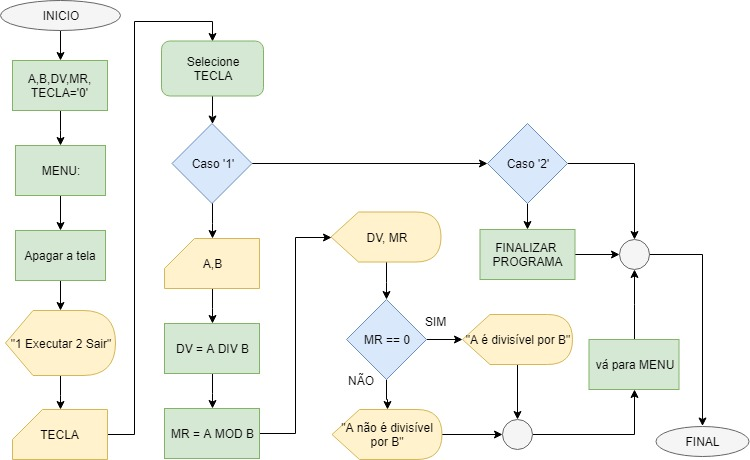 INICIO
A,B,DV,MR,
TECLA='0'
MENU:
Apagar a tela
"1 Executar 2 Sair"
TECLA
Selecione
TECLA
Caso '1'
A,B
DV = A DIV B
MR = A MOD B
DV, MR
MR == 0
SIM
NÃO
"A é divisível por B"
"A não é divisível
por B"
Caso '2'
FINALIZAR
PROGRAMA
vá para MENU
FINAL